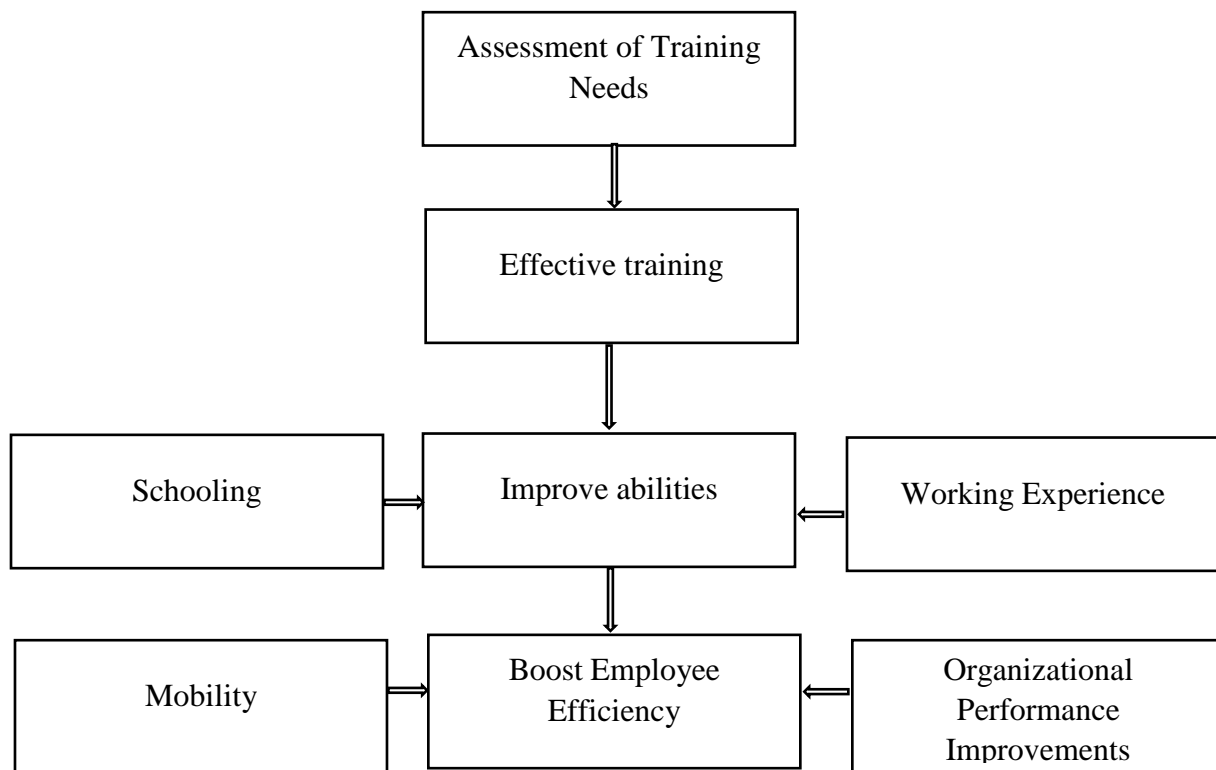 Assessment of Training
Needs
Effective training
Schooling
Improve abilities
Working Experience
Mobility
Boost Employee
Efficiency
Organizational
Performance
Improvements